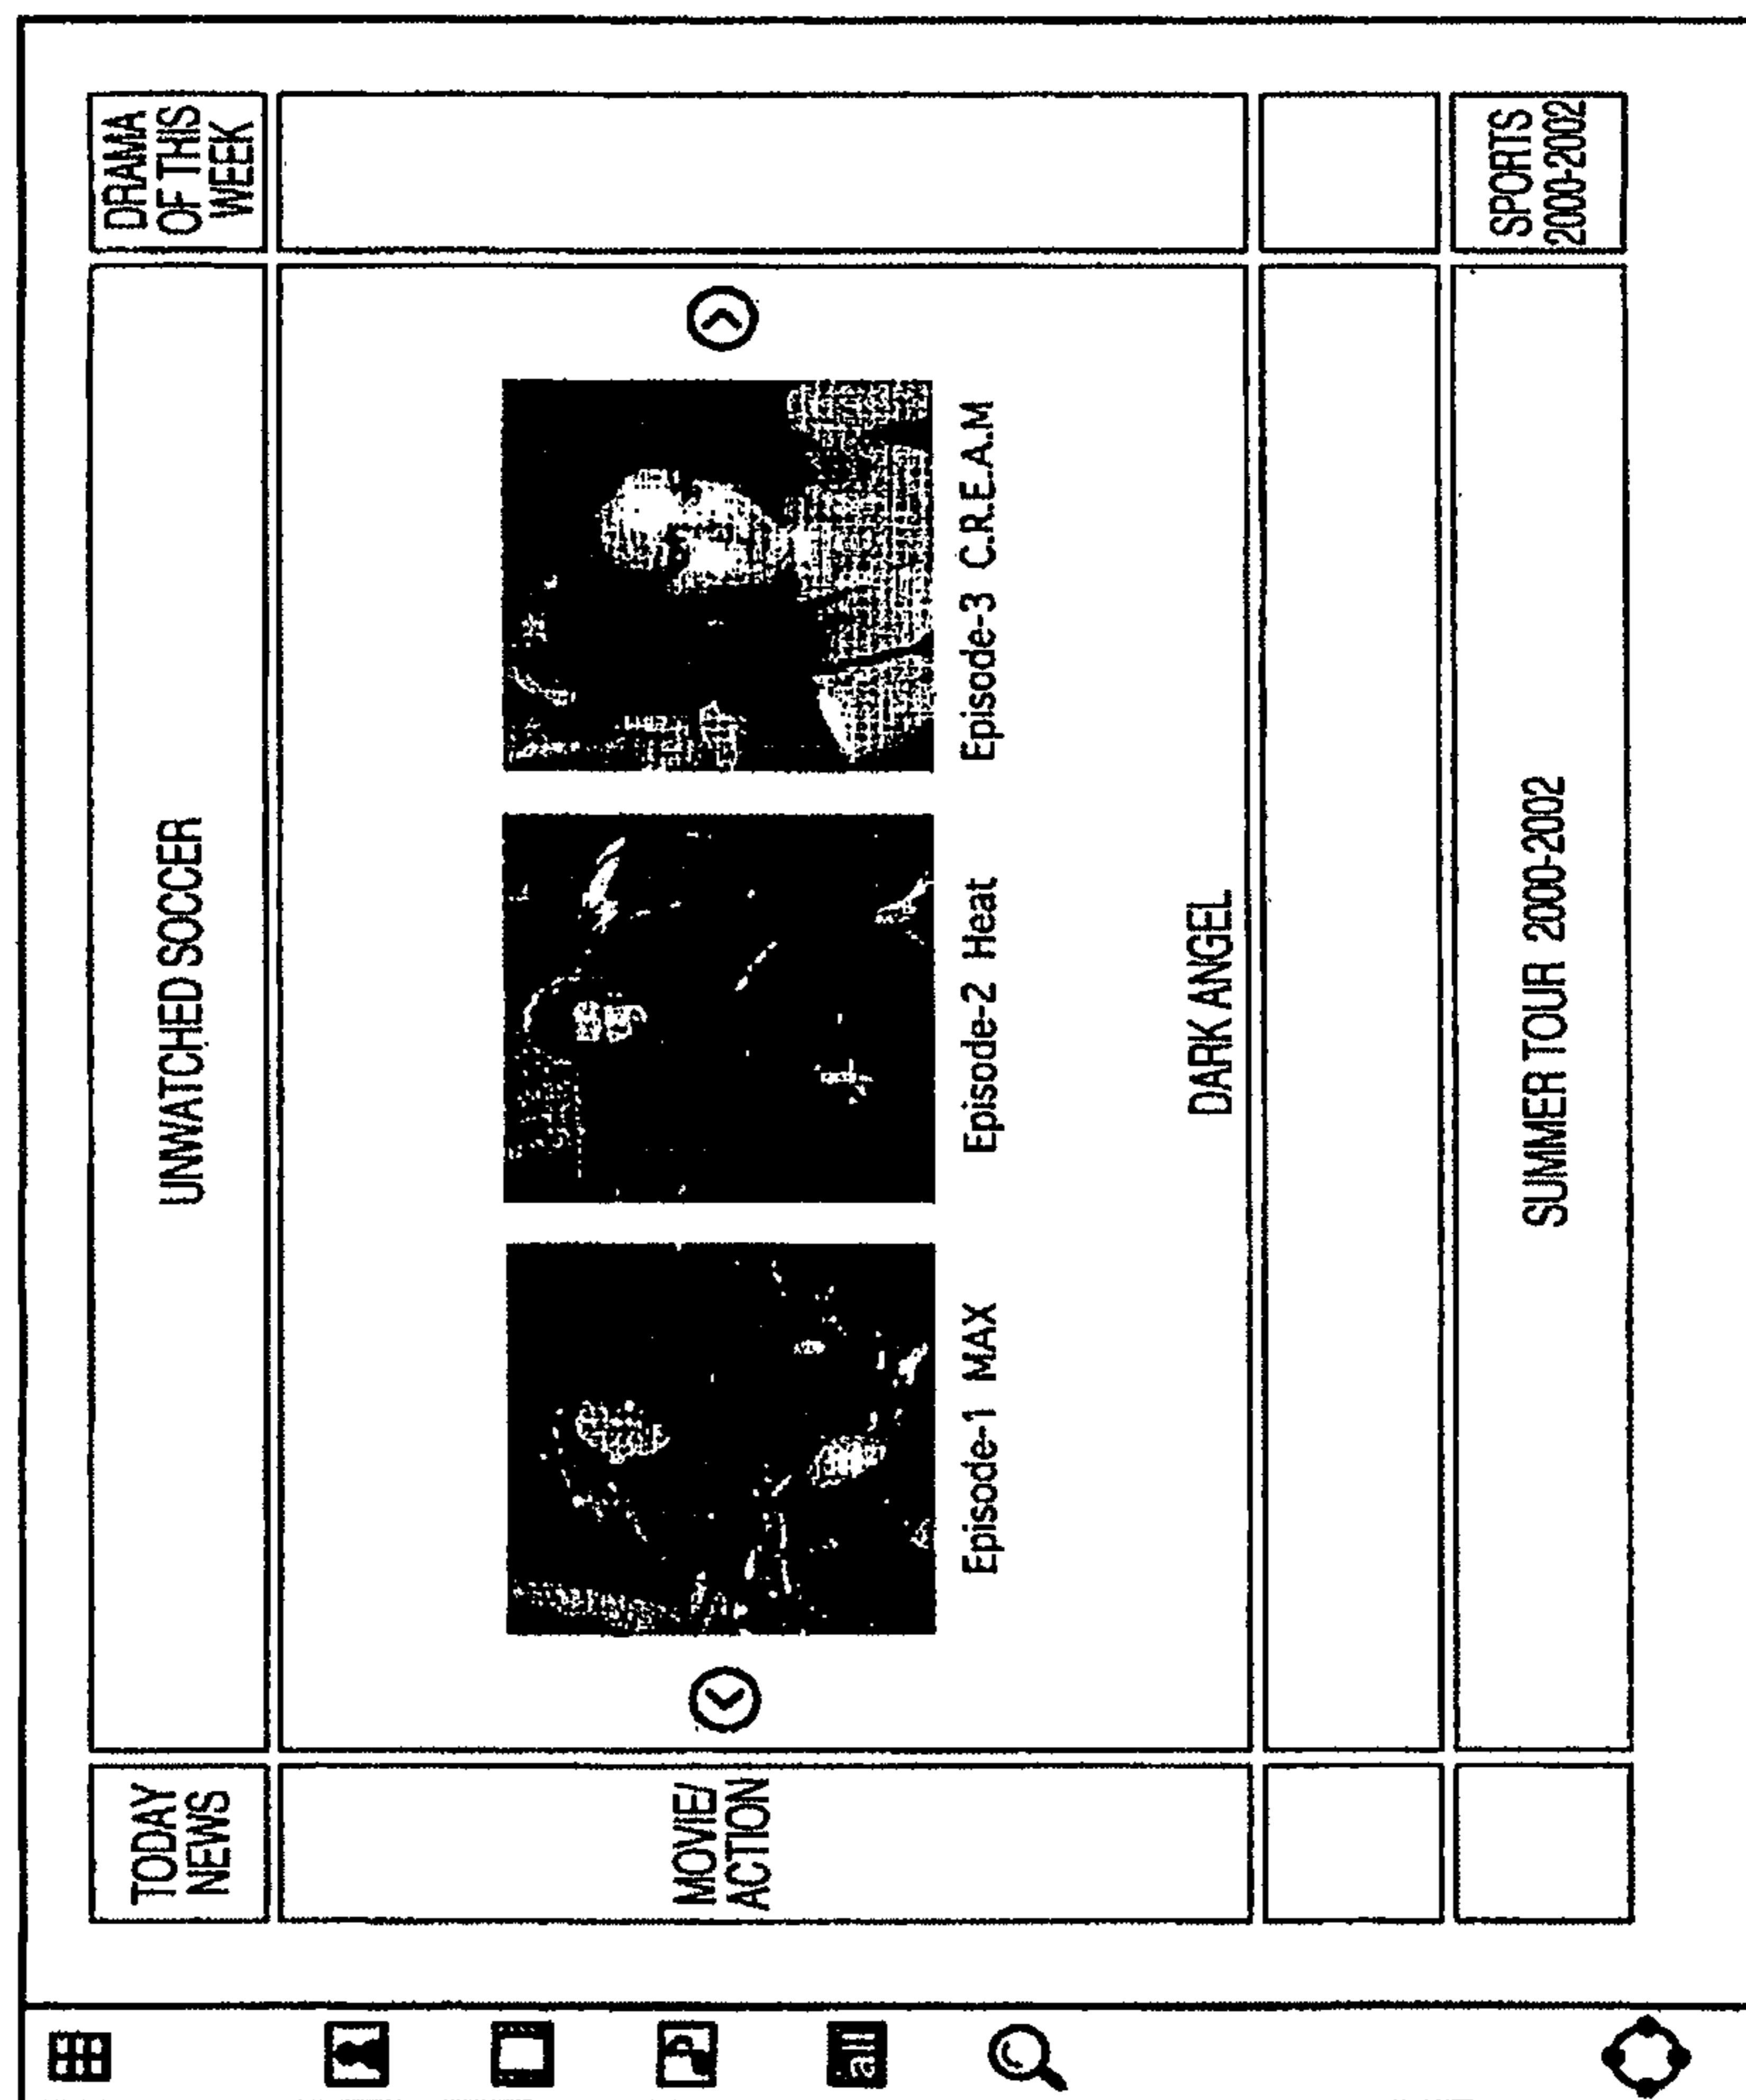 TODAY
NEWS
UNWATCHED SOCCER
DRAMA
OF THIS
WEEK
MOVIE/
ACTION
Episode-1 MAX
Episode-2 Heat
Episode-3 C.R.E.A.M
DARK ANGEL
SUMMER TOUR 2000-2002
SPORTS
2000-2002
all